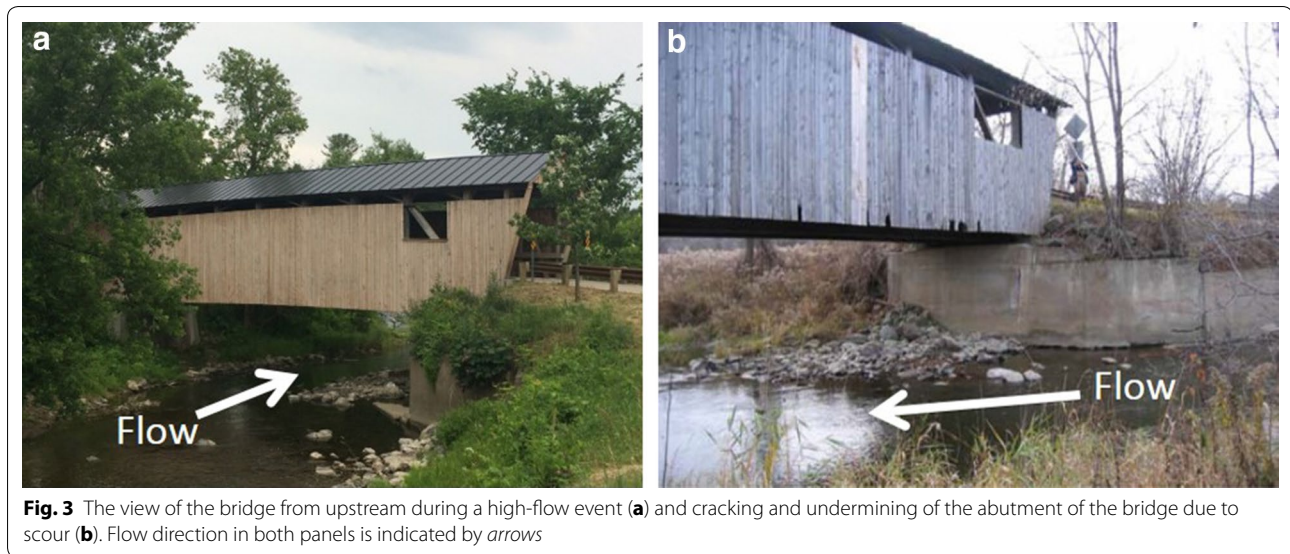 a
b
Flow
Flow
Fig. 3 The view of the bridge from upstream during a high-flow event (a) and cracking and undermining of the abutment of the bridge due to
scour (b). Flow direction in both panels is indicated by arrows